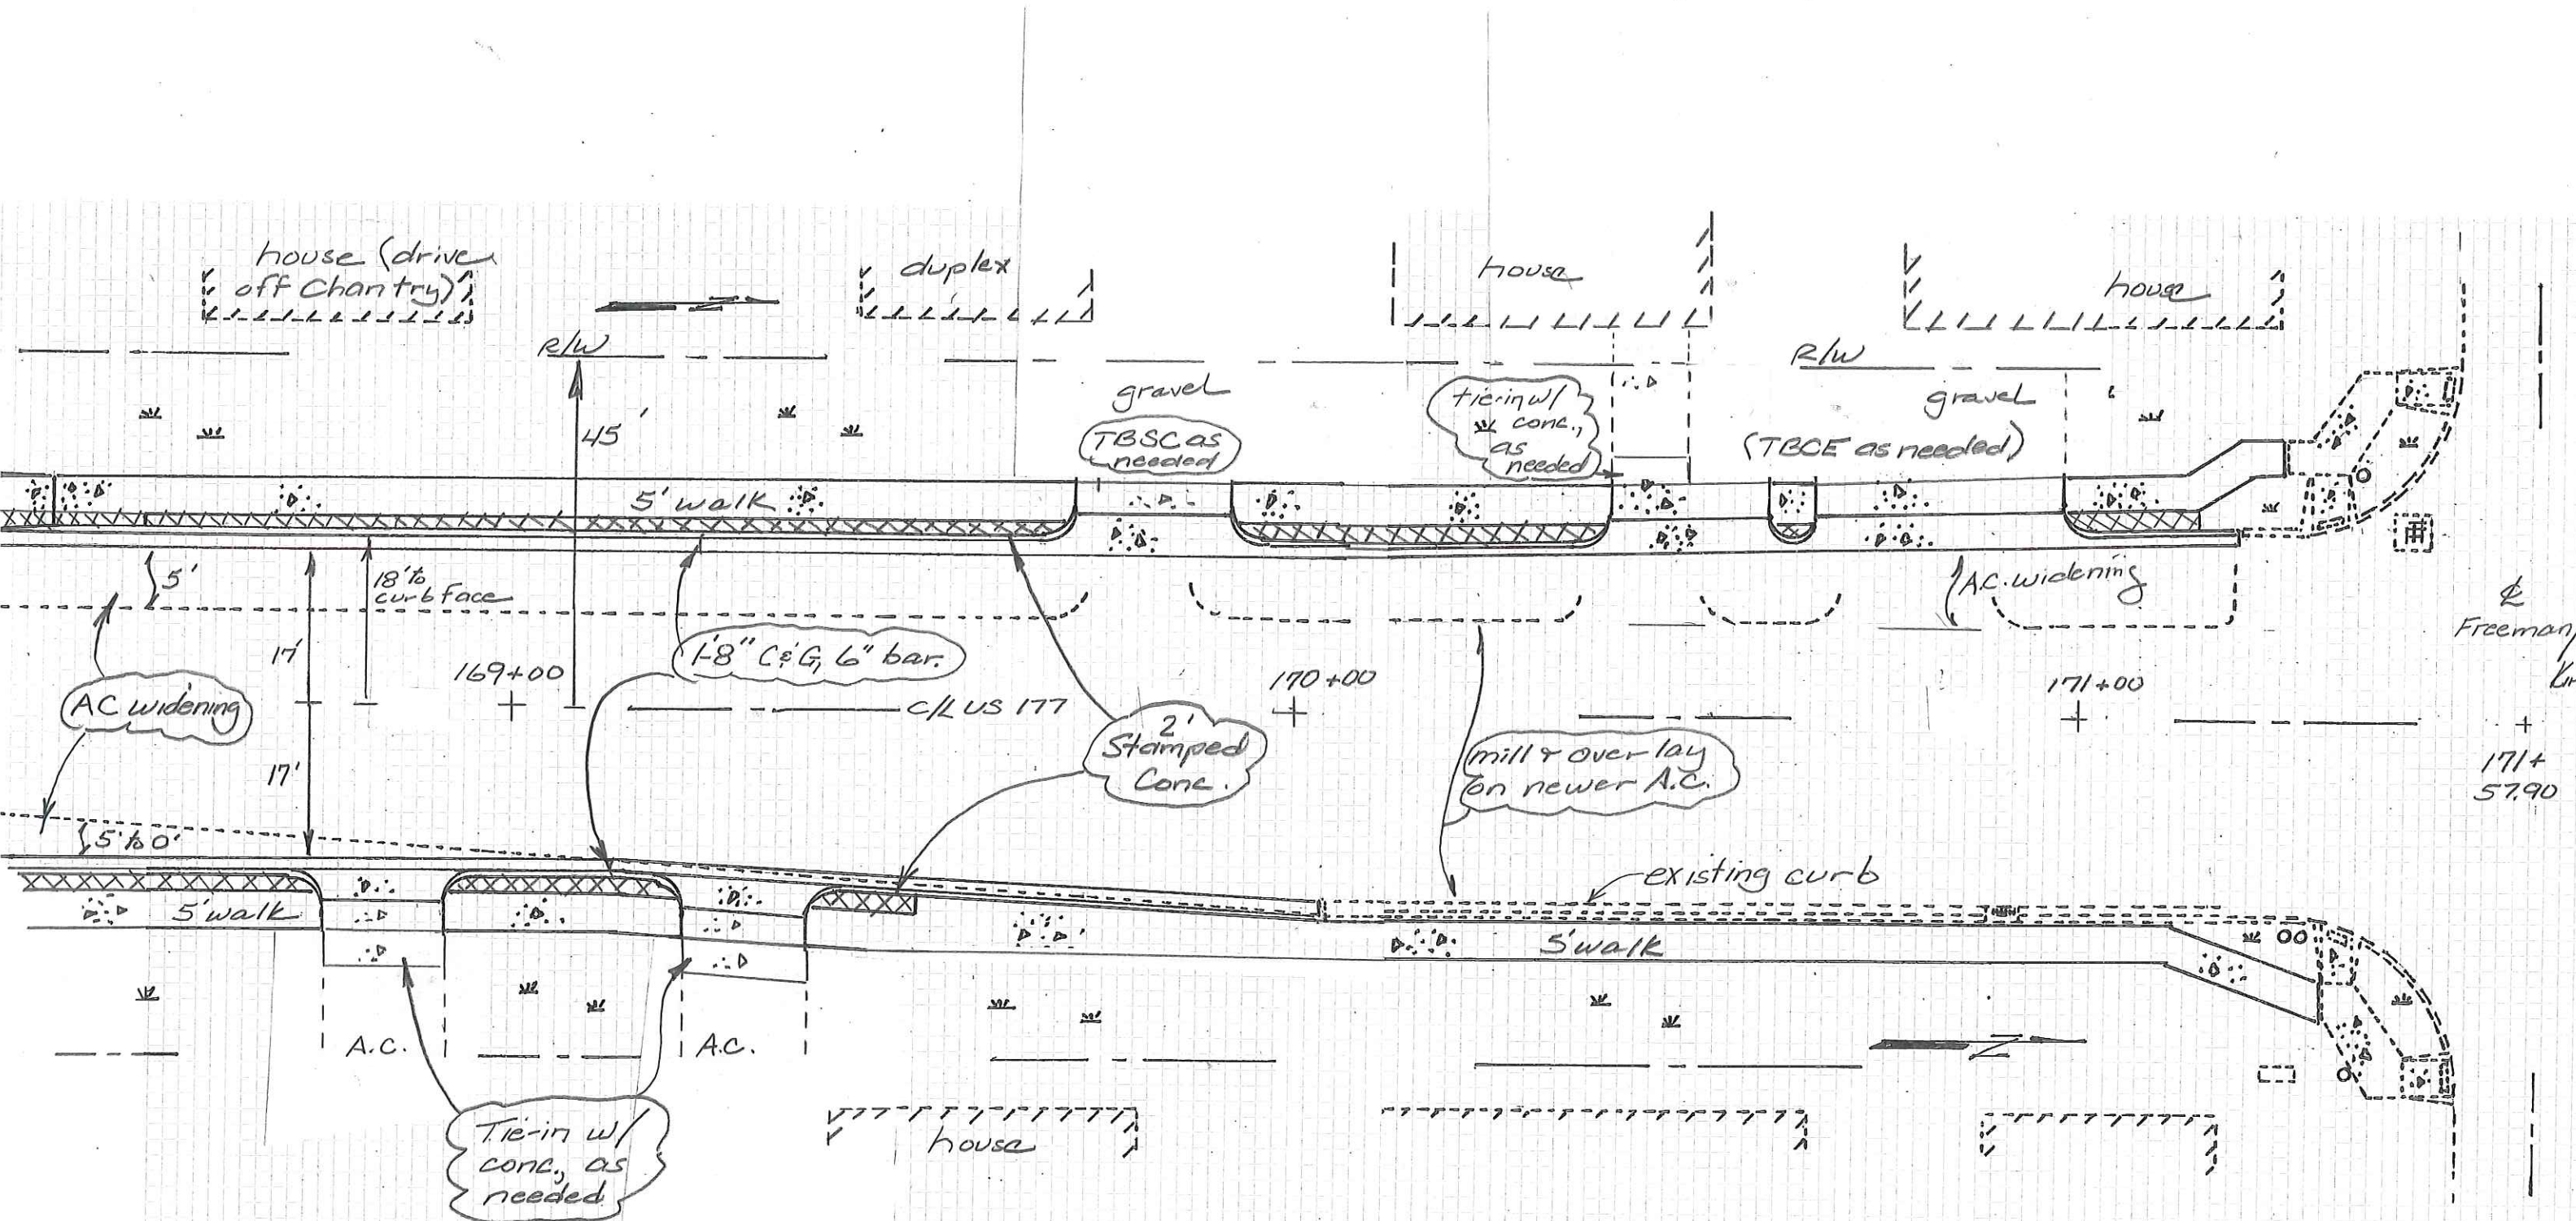 house (drive
off Chantry)
duplex
house
house
Z
R/W
R/W
gravel
gravel
45'
TBSC as
needed
tie-in w/
conc.,
as
needed
(TBCE as needed)
5' walk
5'
18' to
curb face
A.C. widening
℄
Freeman
17'
169+00
1'-8" C&G, 6" bar.
170+00
171+00
AC widening
C/L US 177
2'
Stamped
Conc.
mill & overlay
on newer A.C.
171+
57.90
17'
5' to 0'
existing curb
5' walk
5' walk
Z
A.C.
A.C.
Tie-in w/
conc., as
needed
house